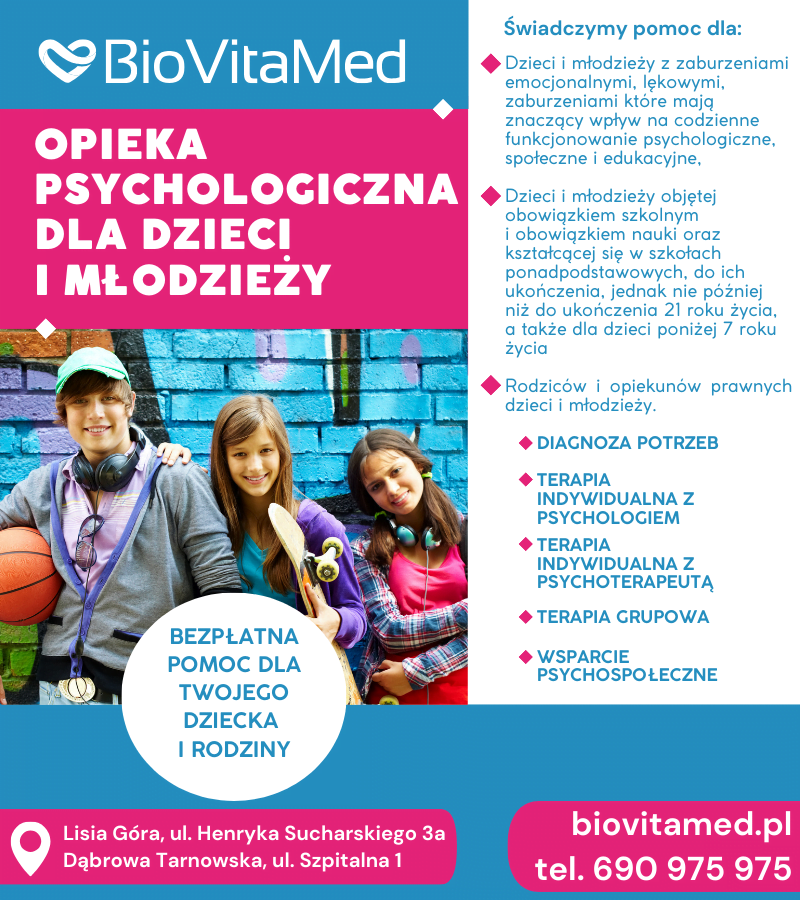 BioVitaMed
OPIEKA
PSYCHOLOGICZNA
DLA DZIECI
I MŁODZIEŻY
BEZPŁATNA
POMOC DLA
TWOJEGO
DZIECKA
I RODZINY
Świadczymy pomoc dla:
Dzieci i młodzieży z zaburzeniami
emocjonalnymi, lękowymi,
zaburzeniami które mają
znaczący wpływ na codzienne
funkcjonowanie psychologiczne,
społeczne i edukacyjne,
Dzieci i młodzieży objętej
obowiązkiem szkolnym
i obowiązkiem nauki oraz
kształcącej się w szkołach
ponadpodstawowych, do ich
ukończenia, jednak nie później
niż do ukończenia 21 roku życia,
a także dla dzieci poniżej 7 roku
życia
Rodziców i opiekunów prawnych
dzieci i młodzieży.
DIAGNOZA POTRZEB
TERAPIA
INDYWIDUALNA Z
PSYCHOLOGIEM
TERAPIA
INDYWIDUALNA Z
PSYCHOTERAPEUTĄ
TERAPIA GRUPOWA
WSPARCIE
PSYCHOSPOŁECZNE
Lisia Góra, ul. Henryka Sucharskiego 3a
Dąbrowa Tarnowska, ul. Szpitalna 1
biovitamed.pl
tel. 690 975 975